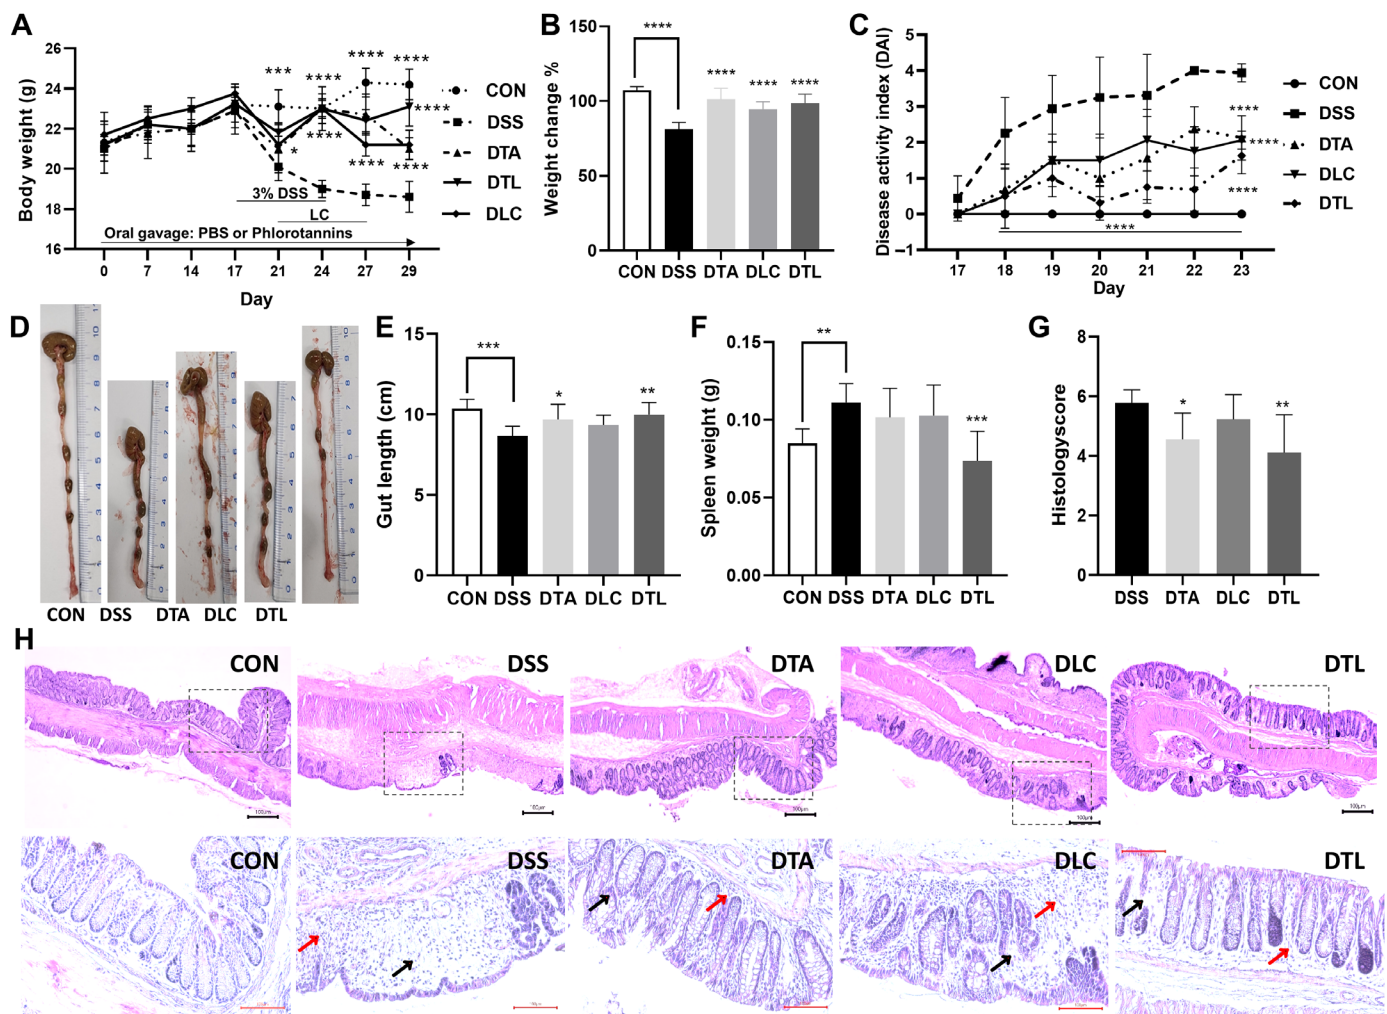 A
Body weight (g)
26
24
22
20
18
16
***
****
****
****
****
*
****
****
****
3% DSS
LC
Oral gavage: PBS or Phlorotannins
0 7 14 17 21 24 27 29
Day
CON
DSS
DTA
DTL
DLC
B
Weight change %
150
100
50
0
****
****
****
****
CON DSS DTA DLC DTL
C
Disease activity index (DAI)
5
4
3
2
1
0
−1
****
****
****
****
17 18 19 20 21 22 23
Day
CON
DSS
DTA
DLC
DTL
D
CON DSS DTA DLC DTL
E
Gut length (cm)
15
10
5
0
***
*
**
CON DSS DTA DLC DTL
F
Spleen weight (g)
0.15
0.10
0.05
0.00
**
***
CON DSS DTA DLC DTL
G
Histologyscore
8
6
4
2
0
*
**
DSS DTA DLC DTL
H
CON DSS DTA DLC DTL
100μm 100μm 100μm 100μm 100μm
CON DSS DTA DLC DTL